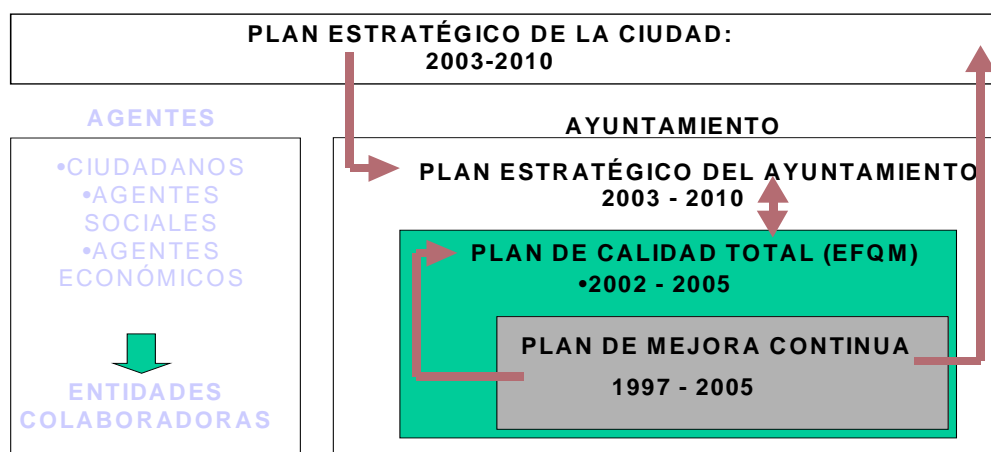 PLAN ESTRATÉGICO DE LA CIUDAD:
2003-2010
AGENTES
•CIUDADANOS
•AGENTES
SOCIALES
•AGENTES
ECONÓMICOS
ENTIDADES
COLABORADORAS
AYUNTAMIENTO
PLAN ESTRATÉGICO DEL AYUNTAMIENTO
2003 - 2010
PLAN DE CALIDAD TOTAL (EFQM)
•2002 - 2005
PLAN DE MEJORA CONTINUA
1997 - 2005